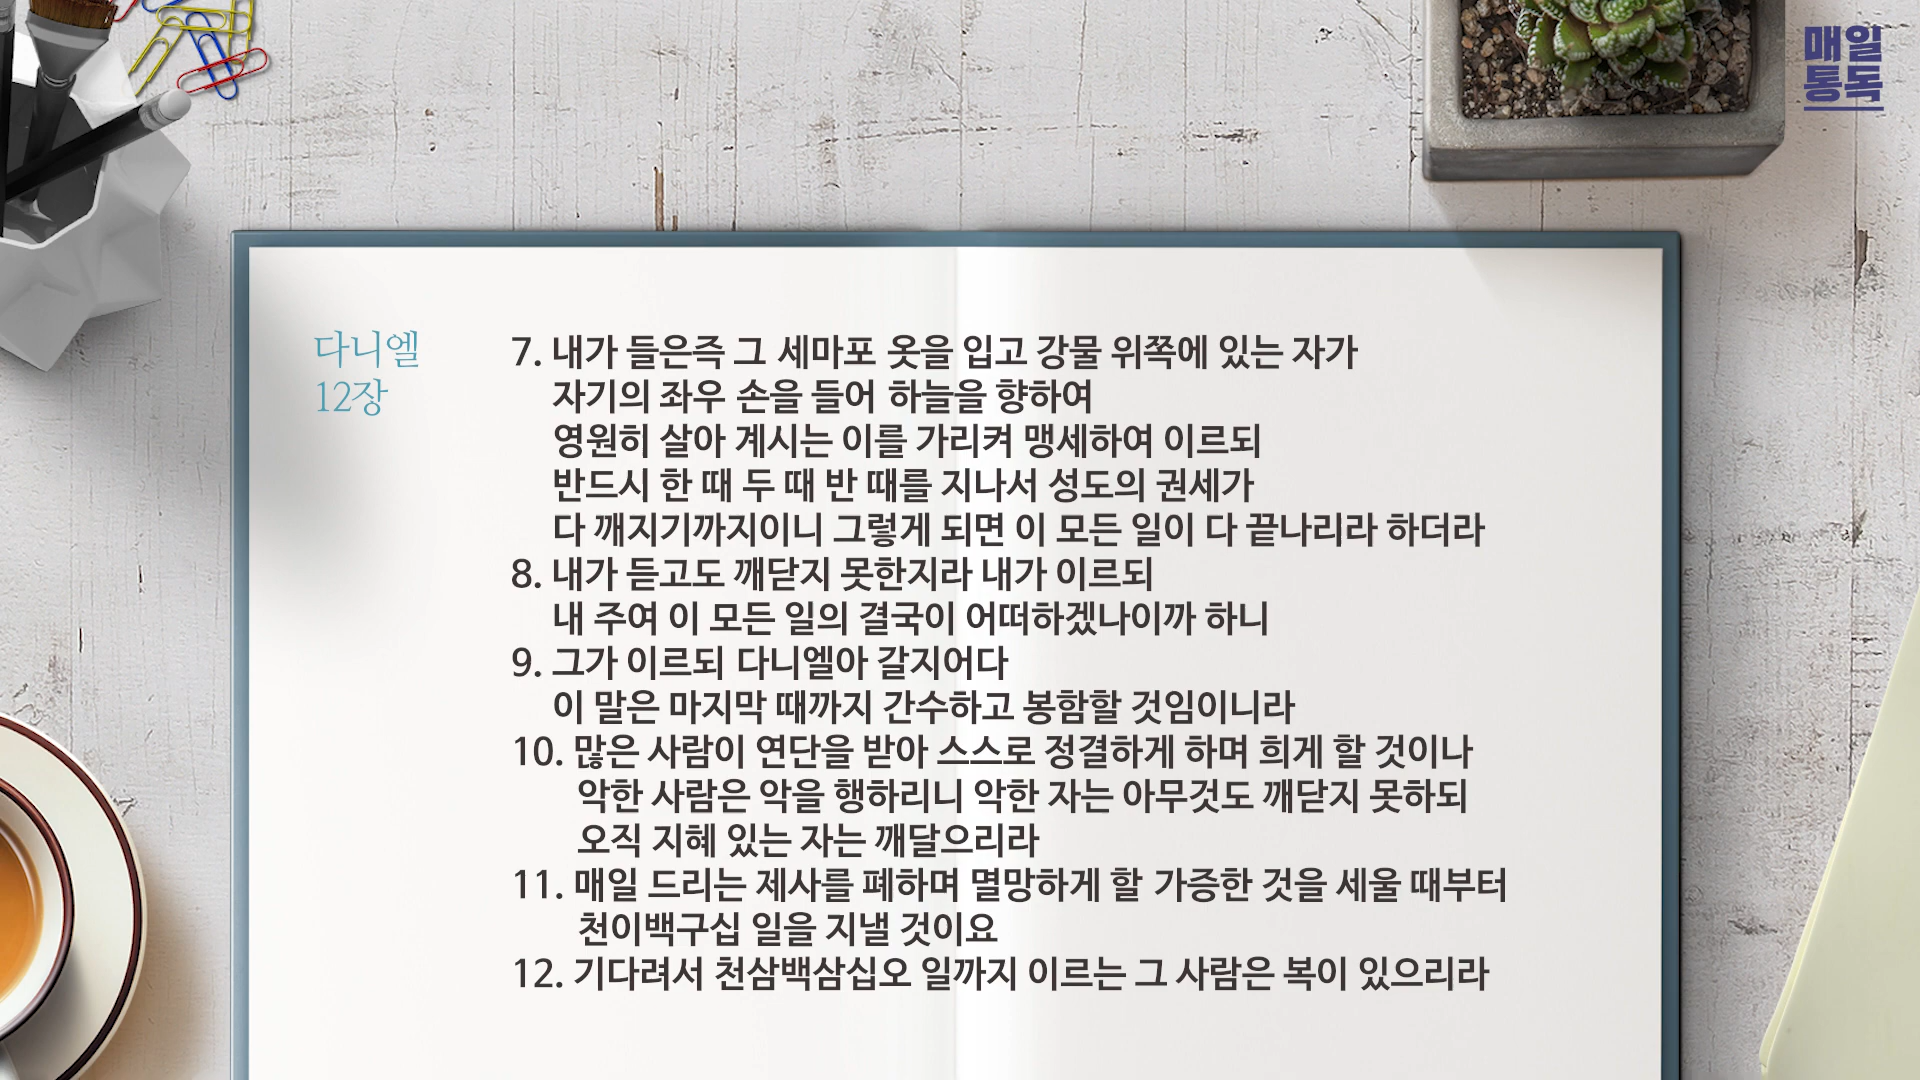 매일
통독
다니엘
12장
7. 내가 들은즉 그 세마포 옷을 입고 강물 위쪽에 있는 자가
자기의 좌우 손을 들어 하늘을 향하여
영원히 살아 계시는 이를 가리켜 맹세하여 이르되
반드시 한 때 두 때 반 때를 지나서 성도의 권세가
다 깨지기까지이니 그렇게 되면 이 모든 일이 다 끝나리라 하더라
8. 내가 듣고도 깨닫지 못한지라 내가 이르되
내 주여 이 모든 일의 결국이 어떠하겠나이까 하니
9. 그가 이르되 다니엘아 갈지어다
이 말은 마지막 때까지 간수하고 봉함할 것임이니라
10. 많은 사람이 연단을 받아 스스로 정결하게 하며 희게 할 것이나
악한 사람은 악을 행하리니 악한 자는 아무것도 깨닫지 못하되
오직 지혜 있는 자는 깨달으리라
11. 매일 드리는 제사를 폐하며 멸망하게 할 가증한 것을 세울 때부터
천이백구십 일을 지낼 것이요
12. 기다려서 천삼백삼십오 일까지 이르는 그 사람은 복이 있으리라